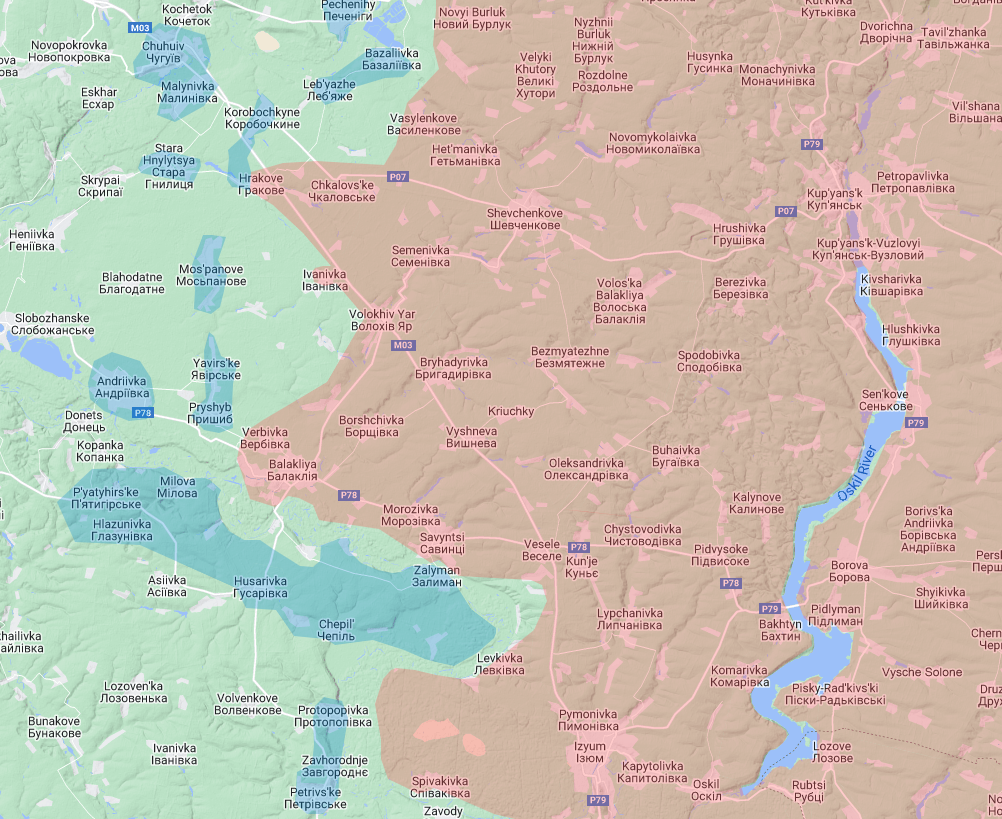 Kochetok
Кочеток
Pechenihy
Печеніги
Novyi Burluk
Новий Бурлук
Nyzhnii
Burluk
Нижній
Бурлук
Kut'kivka
Кутьківка
Dvorichna
Дворічна
Tavil'zhanka
Тавільжанка
M03
Chuhuiv
Чугуїв
Novopokrovka
Новопокровка
Bazaliivka
Базаліївка
Velyki
Khutory
Великі
Хутори
Rozdolne
Роздольне
Husynka
Гусинка
Monachynivka
Моначинівка
Malynivka
Малинівка
Leb'yazhe
Леб'яже
Eskhar
Есхар
Korobochkyne
Коробочкине
Vasylenkove
Василенкове
Vil'shana
Вільшана
Novomykolaivka
Новомиколаївка
P79
Het'manivka
Гетьманівка
Stara
Hnylytsya
Стара
Гнилиця
Skrypai
Скрипаї
Hrakove
Гракове
Chkalovs'ke
Чкаловське
P07
Petropavlivka
Петропавлівка
Kup'yans'k
Куп'янськ
P07
Shevchenkove
Шевченкове
Heniivka
Геніївка
Hrushivka
Грушівка
Kup'yans'k-Vuzlovyi
Куп'янськ-Вузловий
Semenivka
Семенівка
Mos'panove
Мосьпанове
Blahodatne
Благодатне
Ivanivka
Іванівка
Volos'ka
Balakliya
Волоська
Балаклія
Berezivka
Березівка
Kivsharivka
Ківшарівка
Slobozhanske
Слобожанське
Volokhiv Yar
Волохів Яр
Hlushkivka
Глушківка
M03
Bryhadyrivka
Бригадирівка
Bezmyatezhne
Безмятежне
Spodobivka
Сподобівка
Yavirs'ke
Явірське
Andriivka
Андріївка
Pryshyb
Пришиб
P78
Kriuchky
Sen'kove
Сенькове
P79
Donets
Донець
Borshchivka
Борщівка
Vyshneva
Вишнева
Verbivka
Вербівка
Kopanka
Копанка
Balakliya
Балаклія
Buhaivka
Бугаївка
Oleksandrivka
Олександрівка
Oskil River
Milova
Мілова
P'yatyhirs'ke
П'ятигірське
P78
Kalynove
Калинове
Hlazunivka
Глазунівка
Morozivka
Морозівка
Borivs'ka
Andriivka
Борівська
Андріївка
Savyntsi
Савинці
Vesele
Веселе
P78
Chystovodivka
Чистоводівка
Pidvysoke
Підвисоке
Kun'je
Куньє
Borova
Борова
Zalyman
Залиман
Asiivka
Асіївка
Husarivka
Гусарівка
P78
Shyikivka
Шийківка
P79
Pidlyman
Підлиман
Lypchanivka
Липчанівка
Bakhtyn
Бахтин
Chepil'
Чепіль
Levkivka
Левківка
Komarivka
Комарівка
Vysche Solone
Pisky-Rad'kivs'ki
Піски-Радьківські
Lozoven'ka
Лозовенька
Volvenkove
Волвенкове
Protopopivka
Протопопівка
Pymonivka
Пимонівка
Bunakove
Бунакове
Ivanivka
Іванівка
Izyum
Ізюм
Lozove
Лозове
Zavhorodnje
Завгороднє
Kapytolivka
Капитолівка
Spivakivka
Співаківка
Oskil
Оскіл
Rubtsi
Рубці
Petrivs'ke
Петрівське
Zavody
P79